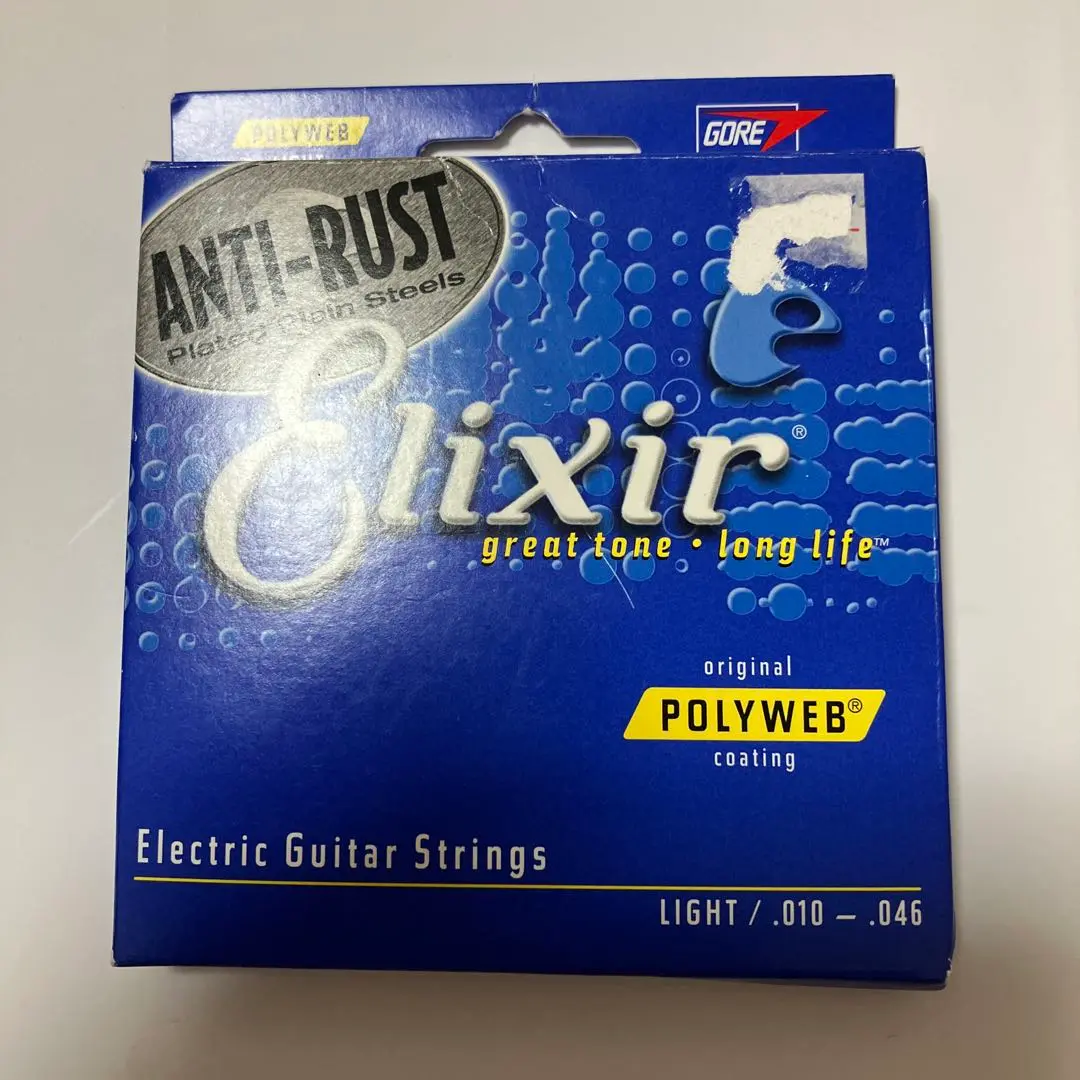 POLYWEB
GORE
ANTI-RUST
Plated Plain Steels
e
Elixir®
great tone • long life™
original
POLYWEB®
coating
Electric Guitar Strings
LIGHT / .010 – .046